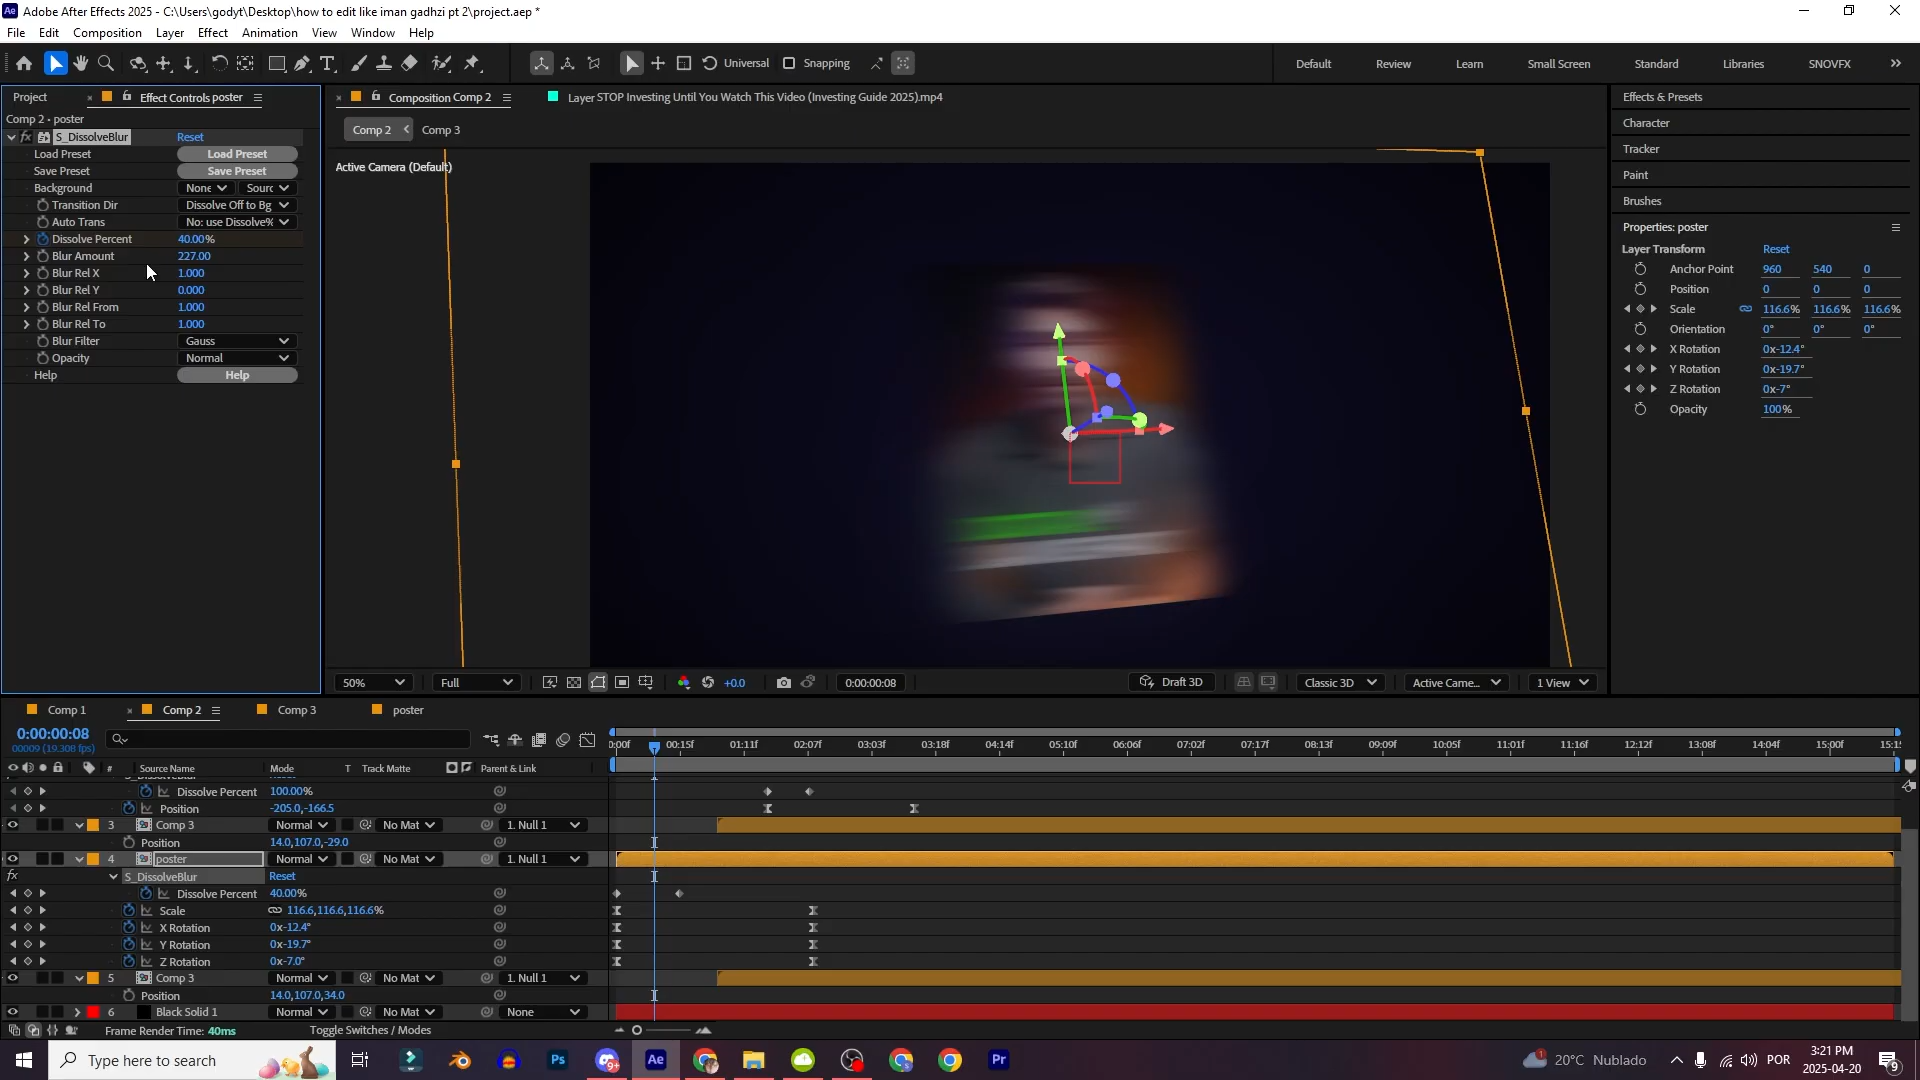 Adobe After Effects 2025 - C:\Users\godyt\Desktop\how to edit like iman gadhzi pt 2\project.aep *
File Edit Composition Layer Effect Animation View Window Help
Universal Snapping Default Review Learn Small Screen Standard Libraries SNOVFX
Project Effect Controls poster
Comp 2 • poster
S_DissolveBlur Reset
Load Preset Load Preset
Save Preset Save Preset
Background None Sourc
Transition Dir Dissolve Off to Bg
Auto Trans No: use Dissolve%
Dissolve Percent 40.00%
Blur Amount 227.00
Blur Rel X 1.000
Blur Rel Y 0.000
Blur Rel From 1.000
Blur Rel To 1.000
Blur Filter Gauss
Opacity Normal
Help Help
Composition Comp 2 Layer STOP Investing Until You Watch This Video (Investing Guide 2025).mp4
Comp 2 Comp 3
Active Camera (Default)
50% Full +0.0 0:00:00:08 Draft 3D Classic 3D Active Came... 1 View
Effects & Presets
Character
Tracker
Paint
Brushes
Properties: poster
Layer Transform Reset
Anchor Point 960 540 0
Position 0 0 0
Scale 116.6% 116.6% 116.6%
Orientation 0° 0° 0°
X Rotation 0x-12.4°
Y Rotation 0x-19.7°
Z Rotation 0x-7°
Opacity 100%
Comp 1 Comp 2 Comp 3 poster
0:00:00:08
00009 (19.308 fps)
:00f 00:15f 01:11f 02:07f 03:03f 03:18f 04:14f 05:10f 06:06f 07:02f 07:17f 08:13f 09:09f 10:05f 11:01f 11:16f 12:12f 13:08f 14:04f 15:00f 15:15
# Source Name Mode T Track Matte Parent & Link
S_DissolveBlur Reset
Dissolve Percent 100.00%
Position -205.0,-166.5
3 Comp 3 Normal No Mat 1. Null 1
Position 14.0,107.0,-29.0
4 poster Normal No Mat 1. Null 1
fx S_DissolveBlur Reset
Dissolve Percent 40.00%
Scale 116.6,116.6,116.6%
X Rotation 0x-12.4°
Y Rotation 0x-19.7°
Z Rotation 0x-7.0°
5 Comp 3 Normal No Mat 1. Null 1
Position 14.0,107.0,34.0
6 Black Solid 1 Normal No Mat None
Frame Render Time: 40ms Toggle Switches / Modes
Type here to search
20°C Nublado POR 3:21 PM
2025-04-20